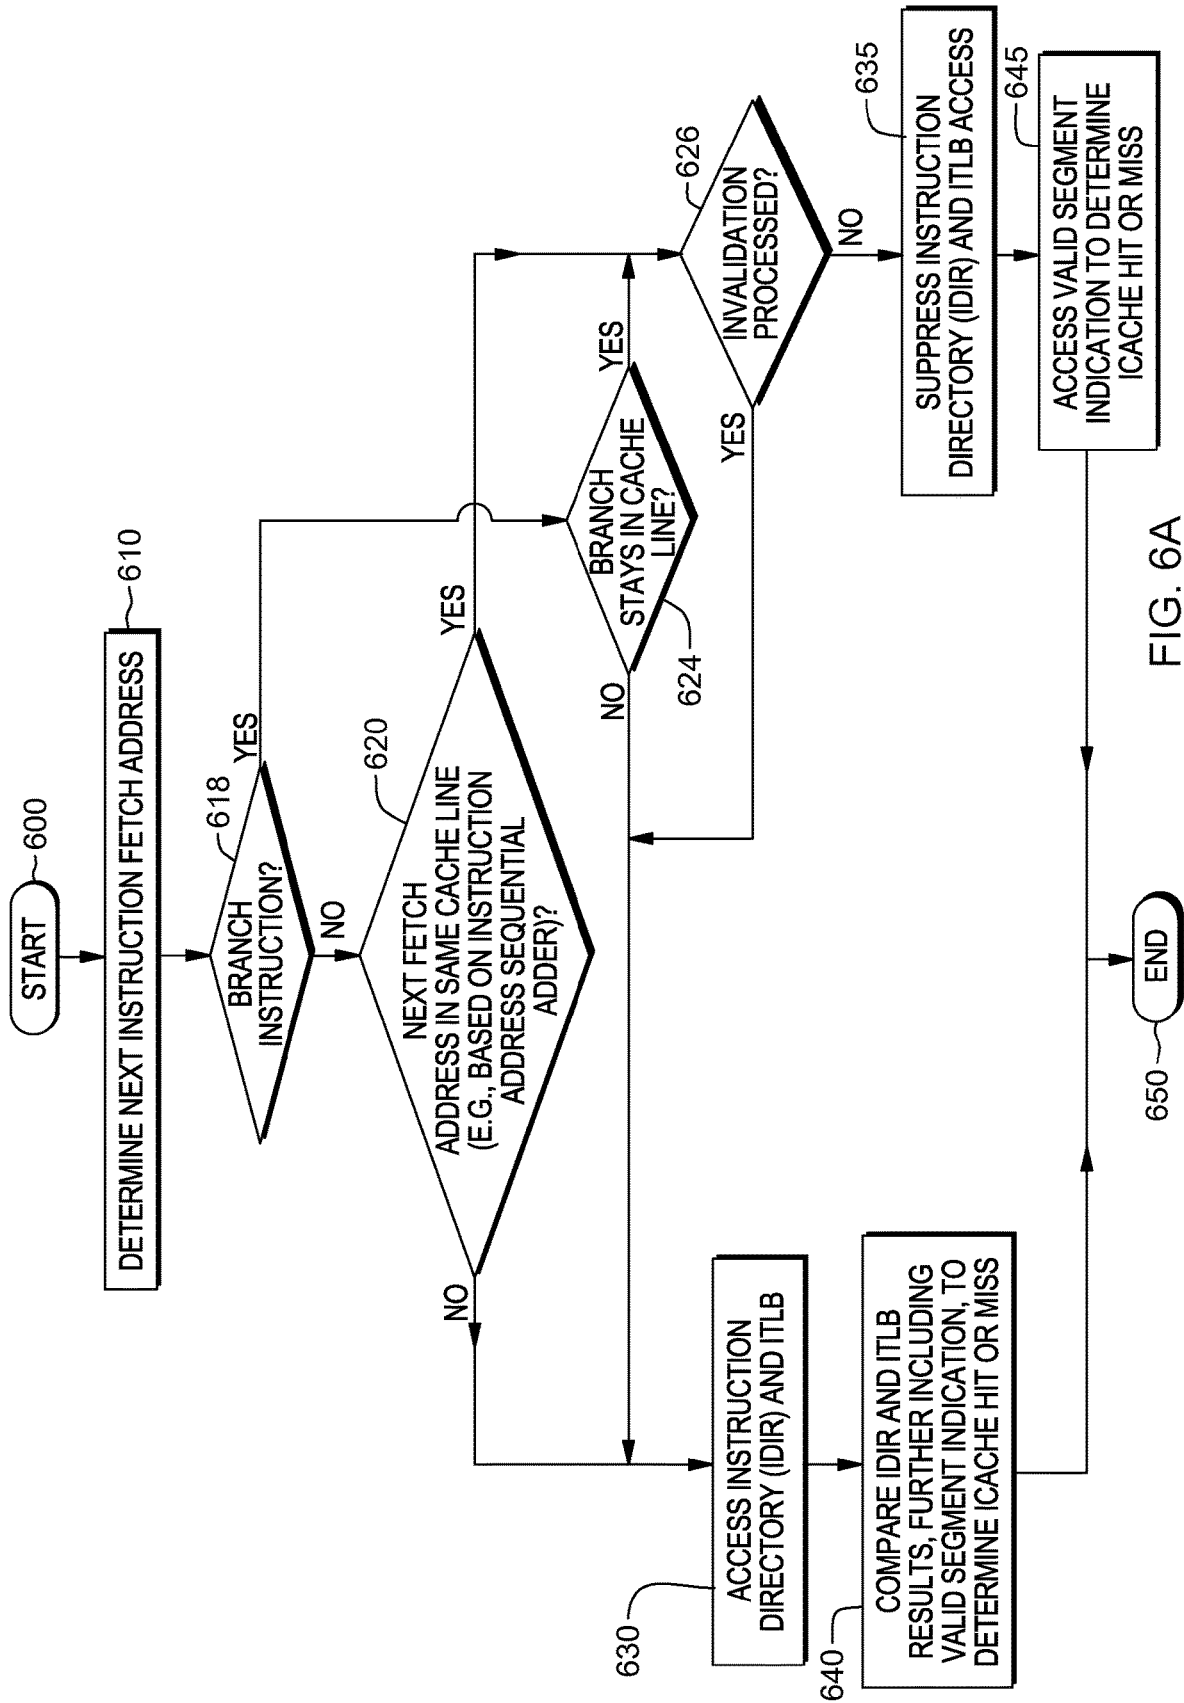 START
600
DETERMINE NEXT INSTRUCTION FETCH ADDRESS
610
BRANCH
INSTRUCTION?
618
YES
NO
NEXT FETCH
ADDRESS IN SAME CACHE LINE
(E.G., BASED ON INSTRUCTION
ADDRESS SEQUENTIAL
ADDER)?
620
YES
NO
BRANCH
STAYS IN CACHE
LINE?
624
YES
NO
INVALIDATION
PROCESSED?
626
YES
NO
ACCESS INSTRUCTION
DIRECTORY (IDIR) AND ITLB
630
SUPPRESS INSTRUCTION
DIRECTORY (IDIR) AND ITLB ACCESS
635
COMPARE IDIR AND ITLB
RESULTS, FURTHER INCLUDING
VALID SEGMENT INDICATION, TO
DETERMINE ICACHE HIT OR MISS
640
ACCESS VALID SEGMENT
INDICATION TO DETERMINE
ICACHE HIT OR MISS
645
END
650
FIG. 6A